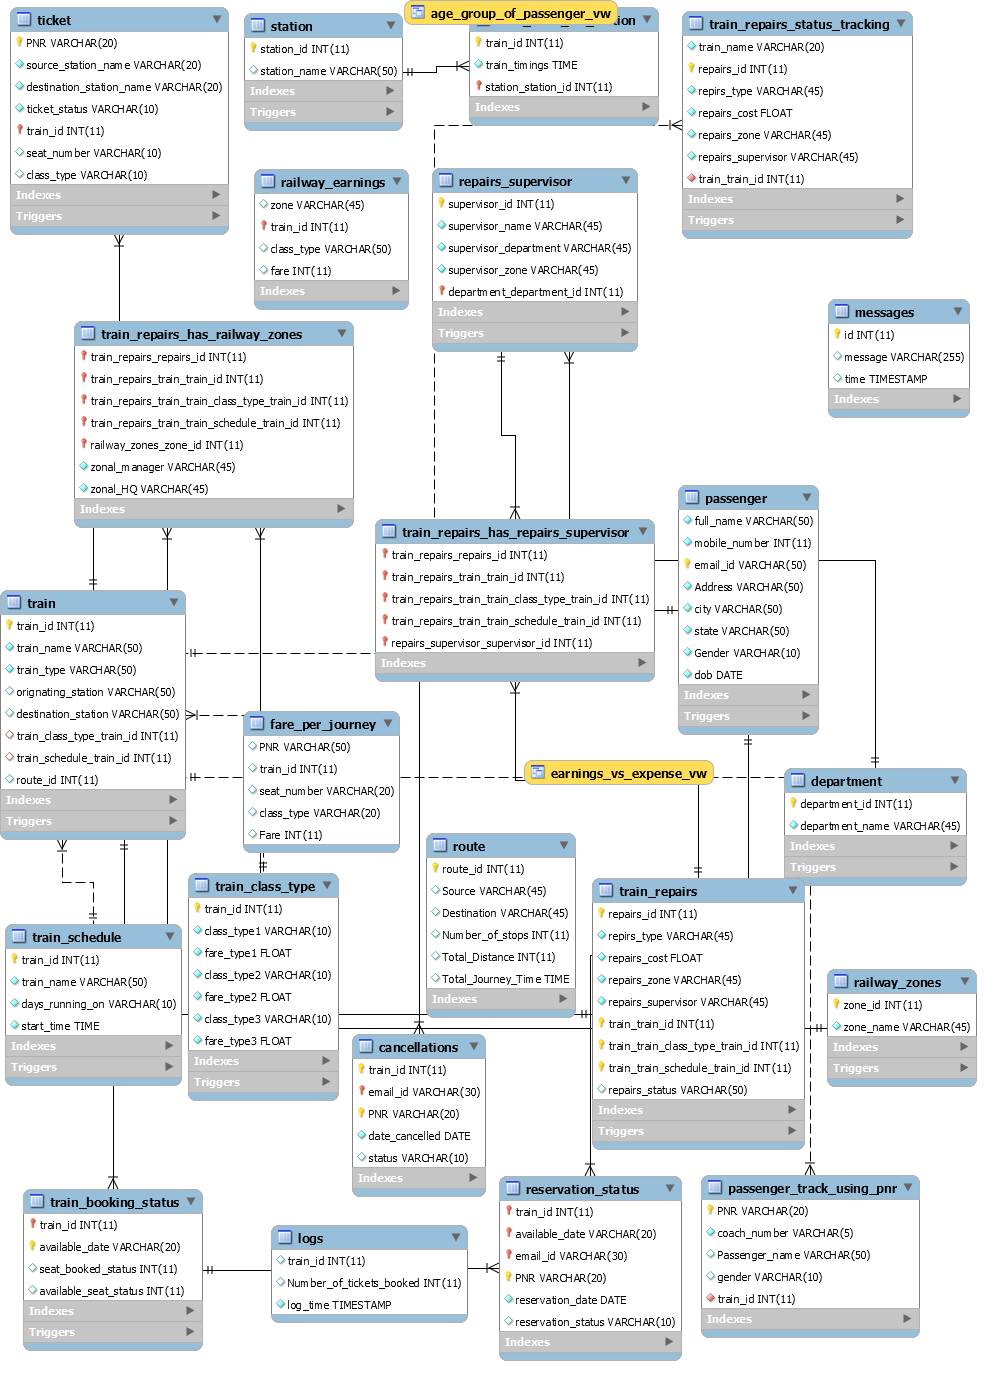 ticket
PNR VARCHAR(20)
source_station_name VARCHAR(20)
destination_station_name VARCHAR(20)
ticket_status VARCHAR(10)
train_id INT(11)
seat_number VARCHAR(10)
class_type VARCHAR(10)
Indexes
Triggers
station
station_id INT(11)
station_name VARCHAR(50)
Indexes
Triggers
age_group_of_passenger_vw
train_id INT(11)
train_timings TIME
station_station_id INT(11)
Indexes
train_repairs_status_tracking
train_name VARCHAR(20)
repairs_id INT(11)
repirs_type VARCHAR(45)
repairs_cost FLOAT
repairs_zone VARCHAR(45)
repairs_supervisor VARCHAR(45)
train_train_id INT(11)
Indexes
Triggers
railway_earnings
zone VARCHAR(45)
train_id INT(11)
class_type VARCHAR(50)
fare INT(11)
Indexes
repairs_supervisor
supervisor_id INT(11)
supervisor_name VARCHAR(45)
supervisor_department VARCHAR(45)
supervisor_zone VARCHAR(45)
department_department_id INT(11)
Indexes
Triggers
messages
id INT(11)
message VARCHAR(255)
time TIMESTAMP
Indexes
train_repairs_has_railway_zones
train_repairs_repairs_id INT(11)
train_repairs_train_train_id INT(11)
train_repairs_train_train_class_type_train_id INT(11)
train_repairs_train_train_schedule_train_id INT(11)
railway_zones_zone_id INT(11)
zonal_manager VARCHAR(45)
zonal_HQ VARCHAR(45)
Indexes
train_repairs_has_repairs_supervisor
train_repairs_repairs_id INT(11)
train_repairs_train_train_id INT(11)
train_repairs_train_train_class_type_train_id INT(11)
train_repairs_train_train_schedule_train_id INT(11)
repairs_supervisor_supervisor_id INT(11)
Indexes
passenger
full_name VARCHAR(50)
mobile_number INT(11)
email_id VARCHAR(50)
Address VARCHAR(50)
city VARCHAR(50)
state VARCHAR(50)
Gender VARCHAR(10)
dob DATE
Indexes
Triggers
train
train_id INT(11)
train_name VARCHAR(50)
train_type VARCHAR(50)
orignating_station VARCHAR(50)
destination_station VARCHAR(50)
train_class_type_train_id INT(11)
train_schedule_train_id INT(11)
route_id INT(11)
Indexes
Triggers
fare_per_journey
PNR VARCHAR(50)
train_id INT(11)
seat_number VARCHAR(20)
class_type VARCHAR(20)
Fare INT(11)
earnings_vs_expense_vw
department
department_id INT(11)
department_name VARCHAR(45)
Indexes
Triggers
route
route_id INT(11)
Source VARCHAR(45)
Destination VARCHAR(45)
Number_of_stops INT(11)
Total_Distance INT(11)
Total_Journey_Time TIME
Indexes
train_class_type
train_id INT(11)
class_type1 VARCHAR(10)
fare_type1 FLOAT
class_type2 VARCHAR(10)
fare_type2 FLOAT
class_type3 VARCHAR(10)
fare_type3 FLOAT
Indexes
Triggers
train_repairs
repairs_id INT(11)
repirs_type VARCHAR(45)
repairs_cost FLOAT
repairs_zone VARCHAR(45)
repairs_supervisor VARCHAR(45)
train_train_id INT(11)
train_train_class_type_train_id INT(11)
train_train_schedule_train_id INT(11)
repairs_status VARCHAR(50)
Indexes
Triggers
train_schedule
train_id INT(11)
train_name VARCHAR(50)
days_running_on VARCHAR(10)
start_time TIME
Indexes
Triggers
railway_zones
zone_id INT(11)
zone_name VARCHAR(45)
Indexes
Triggers
cancellations
train_id INT(11)
email_id VARCHAR(30)
PNR VARCHAR(20)
date_cancelled DATE
status VARCHAR(10)
Indexes
train_booking_status
train_id INT(11)
available_date VARCHAR(20)
seat_booked_status INT(11)
available_seat_status INT(11)
Indexes
Triggers
logs
train_id INT(11)
Number_of_tickets_booked INT(11)
log_time TIMESTAMP
reservation_status
train_id INT(11)
available_date VARCHAR(20)
email_id VARCHAR(30)
PNR VARCHAR(20)
reservation_date DATE
reservation_status VARCHAR(10)
Indexes
passenger_track_using_pnr
PNR VARCHAR(20)
coach_number VARCHAR(5)
Passenger_name VARCHAR(50)
gender VARCHAR(10)
train_id INT(11)
Indexes